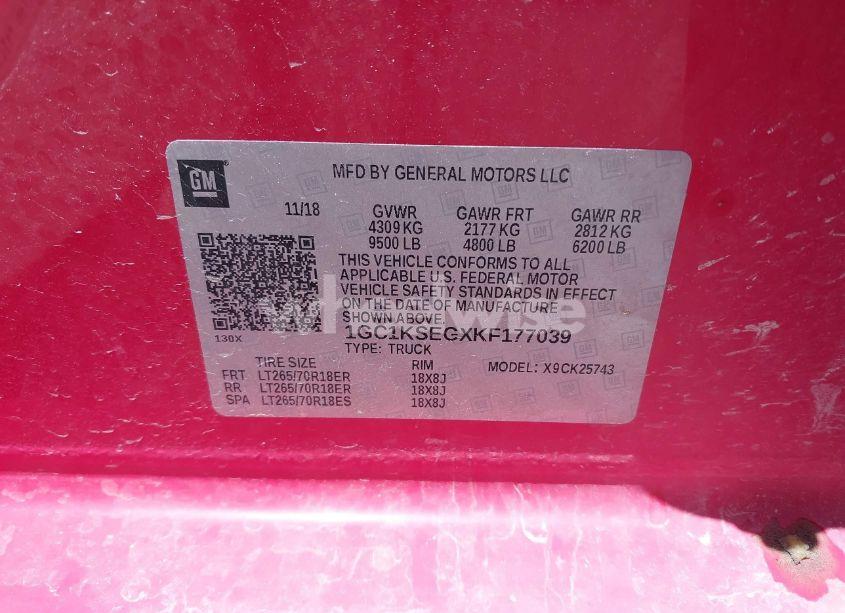 GM
MFD BY GENERAL MOTORS LLC
11/18 GVWR GAWR FRT GAWR RR
4309 KG 2177 KG 2812 KG
9500 LB 4800 LB 6200 LB
THIS VEHICLE CONFORMS TO ALL
APPLICABLE U.S. FEDERAL MOTOR
VEHICLE SAFETY STANDARDS IN EFFECT
ON THE DATE OF MANUFACTURE
SHOWN ABOVE.
1GC1KSEGXKF177039
130X
TYPE: TRUCK
TIRE SIZE RIM MODEL: X9CK25743
FRT LT265/70R18ER 18X8J
RR LT265/70R18ER 18X8J
SPA LT265/70R18ES 18X8J